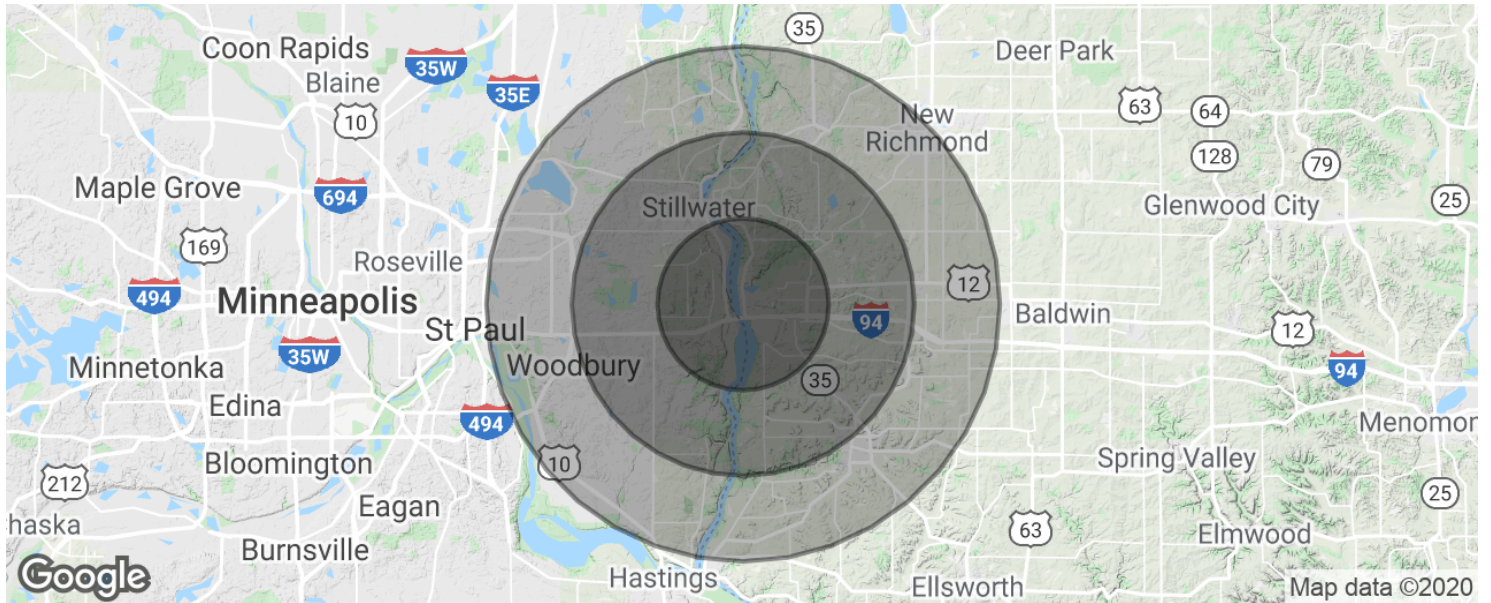 35
Coon Rapids
35W
Deer Park
Blaine
35E
63
64
10
New
Richmond
128
79
Maple Grove
694
25
Stillwater
Glenwood City
169
Roseville
12
494
Minneapolis
94
Baldwin
St Paul
12
35W
Woodbury
Minnetonka
94
35
Edina
494
Menomon
Bloomington
10
Spring Valley
212
25
Eagan
haska
63
Elmwood
Burnsville
Google
Hastings
Ellsworth
Map data ©2020